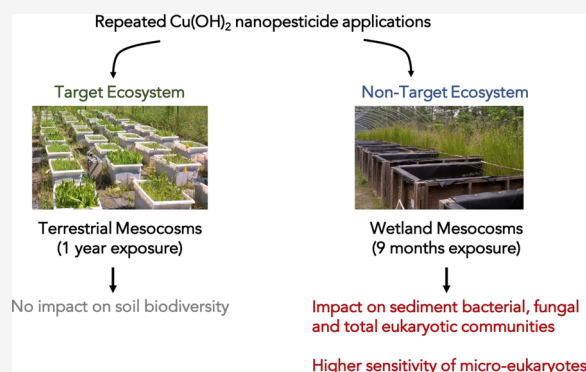 Repeated Cu(OH)₂ nanopesticide applications
Target Ecosystem
Terrestrial Mesocosms
(1 year exposure)
No impact on soil biodiversity
Non-Target Ecosystem
Wetland Mesocosms
(9 months exposure)
Impact on sediment bacterial, fungal
and total eukaryotic communities
Higher sensitivity of micro-eukaryotes